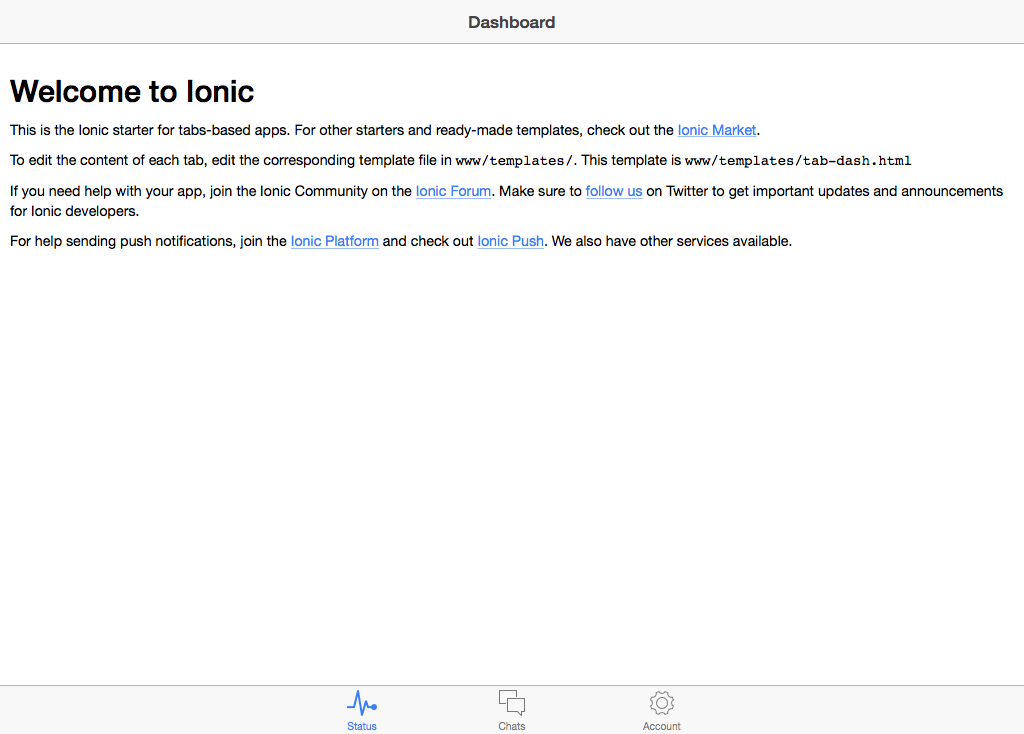 Dashboard
Welcome to Ionic
This is the Ionic starter for tabs-based apps. For other starters and ready-made templates, check out the Ionic Market.
To edit the content of each tab, edit the corresponding template file in www/templates/. This template is www/templates/tab-dash.html
If you need help with your app, join the Ionic Community on the Ionic Forum. Make sure to follow us on Twitter to get important updates and announcements
for Ionic developers.
For help sending push notifications, join the Ionic Platform and check out Ionic Push. We also have other services available.
Status
Chats
Account